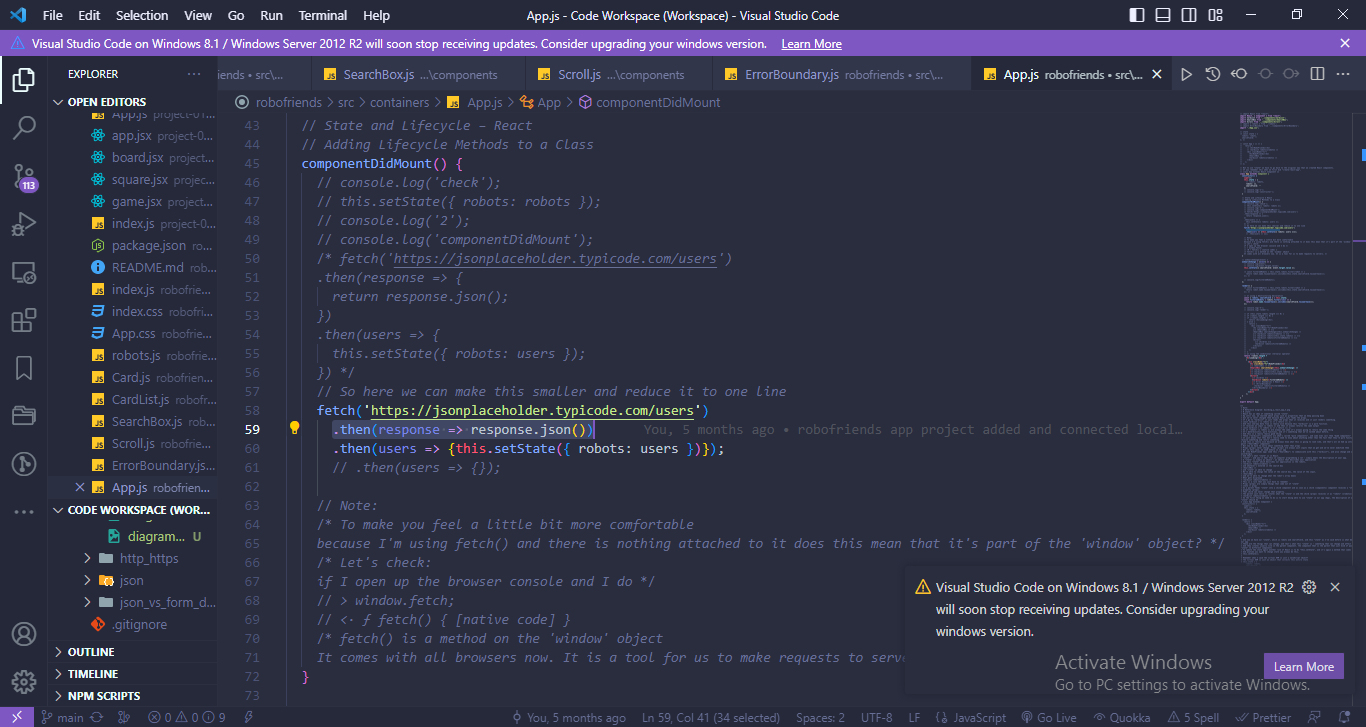 File Edit Selection View Go Run Terminal Help
App.js - Code Workspace (Workspace) - Visual Studio Code
Visual Studio Code on Windows 8.1 / Windows Server 2012 R2 will soon stop receiving updates. Consider upgrading your windows version. Learn More
EXPLORER
iends • src\...
SearchBox.js ...\components
Scroll.js ...\components
ErrorBoundary.js robofriends • src\...
App.js robofriends • src\...
OPEN EDITORS
App.js project-01...
app.jsx project-0...
board.jsx project...
square.jsx projec...
game.jsx project...
index.js project-0...
package.json ro...
README.md rob...
index.js robofrie...
index.css robofri...
App.css robofrie...
robots.js robofrie...
Card.js robofrien...
CardList.js robofr...
SearchBox.js rob...
Scroll.js robofrie...
ErrorBoundary.js...
App.js robofrien...
CODE WORKSPACE (WOR...
diagram... U
http_https
json
json_vs_form_d...
.gitignore
OUTLINE
TIMELINE
NPM SCRIPTS
113
robofriends > src > containers > App.js > App > componentDidMount
43 // State and Lifecycle – React
44 // Adding Lifecycle Methods to a Class
45 componentDidMount() {
46 // console.log('check');
47 // this.setState({ robots: robots });
48 // console.log('2');
49 // console.log('componentDidMount');
50 /* fetch('https://jsonplaceholder.typicode.com/users')
51 .then(response => {
52 return response.json();
53 })
54 .then(users => {
55 this.setState({ robots: users });
56 }) */
57 // So here we can make this smaller and reduce it to one line
58 fetch('https://jsonplaceholder.typicode.com/users')
59 .then(response => response.json()) You, 5 months ago • robofriends app project added and connected local…
60 .then(users => {this.setState({ robots: users })});
61 // .then(users => {});
62
63 // Note:
64 /* To make you feel a little bit more comfortable
65 because I'm using fetch() and there is nothing attached to it does this mean that it's part of the 'window' object? */
66 /* Let's check:
67 if I open up the browser console and I do */
68 // > window.fetch;
69 // <· ƒ fetch() { [native code] }
70 /* fetch() is a method on the 'window' object
71 It comes with all browsers now. It is a tool for us to make requests to serv
72 }
73
Visual Studio Code on Windows 8.1 / Windows Server 2012 R2
will soon stop receiving updates. Consider upgrading your
windows version.
Learn More
Activate Windows
Go to PC settings to activate Windows.
main 0 0 9 You, 5 months ago Ln 59, Col 41 (34 selected) Spaces: 2 UTF-8 LF JavaScript Go Live Quokka 5 Spell Prettier